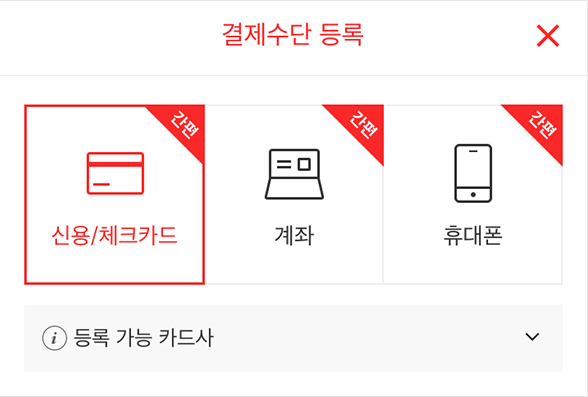 결제수단 등록
간편
간편
간편
신용/체크카드
계좌
휴대폰
i 등록 가능 카드사